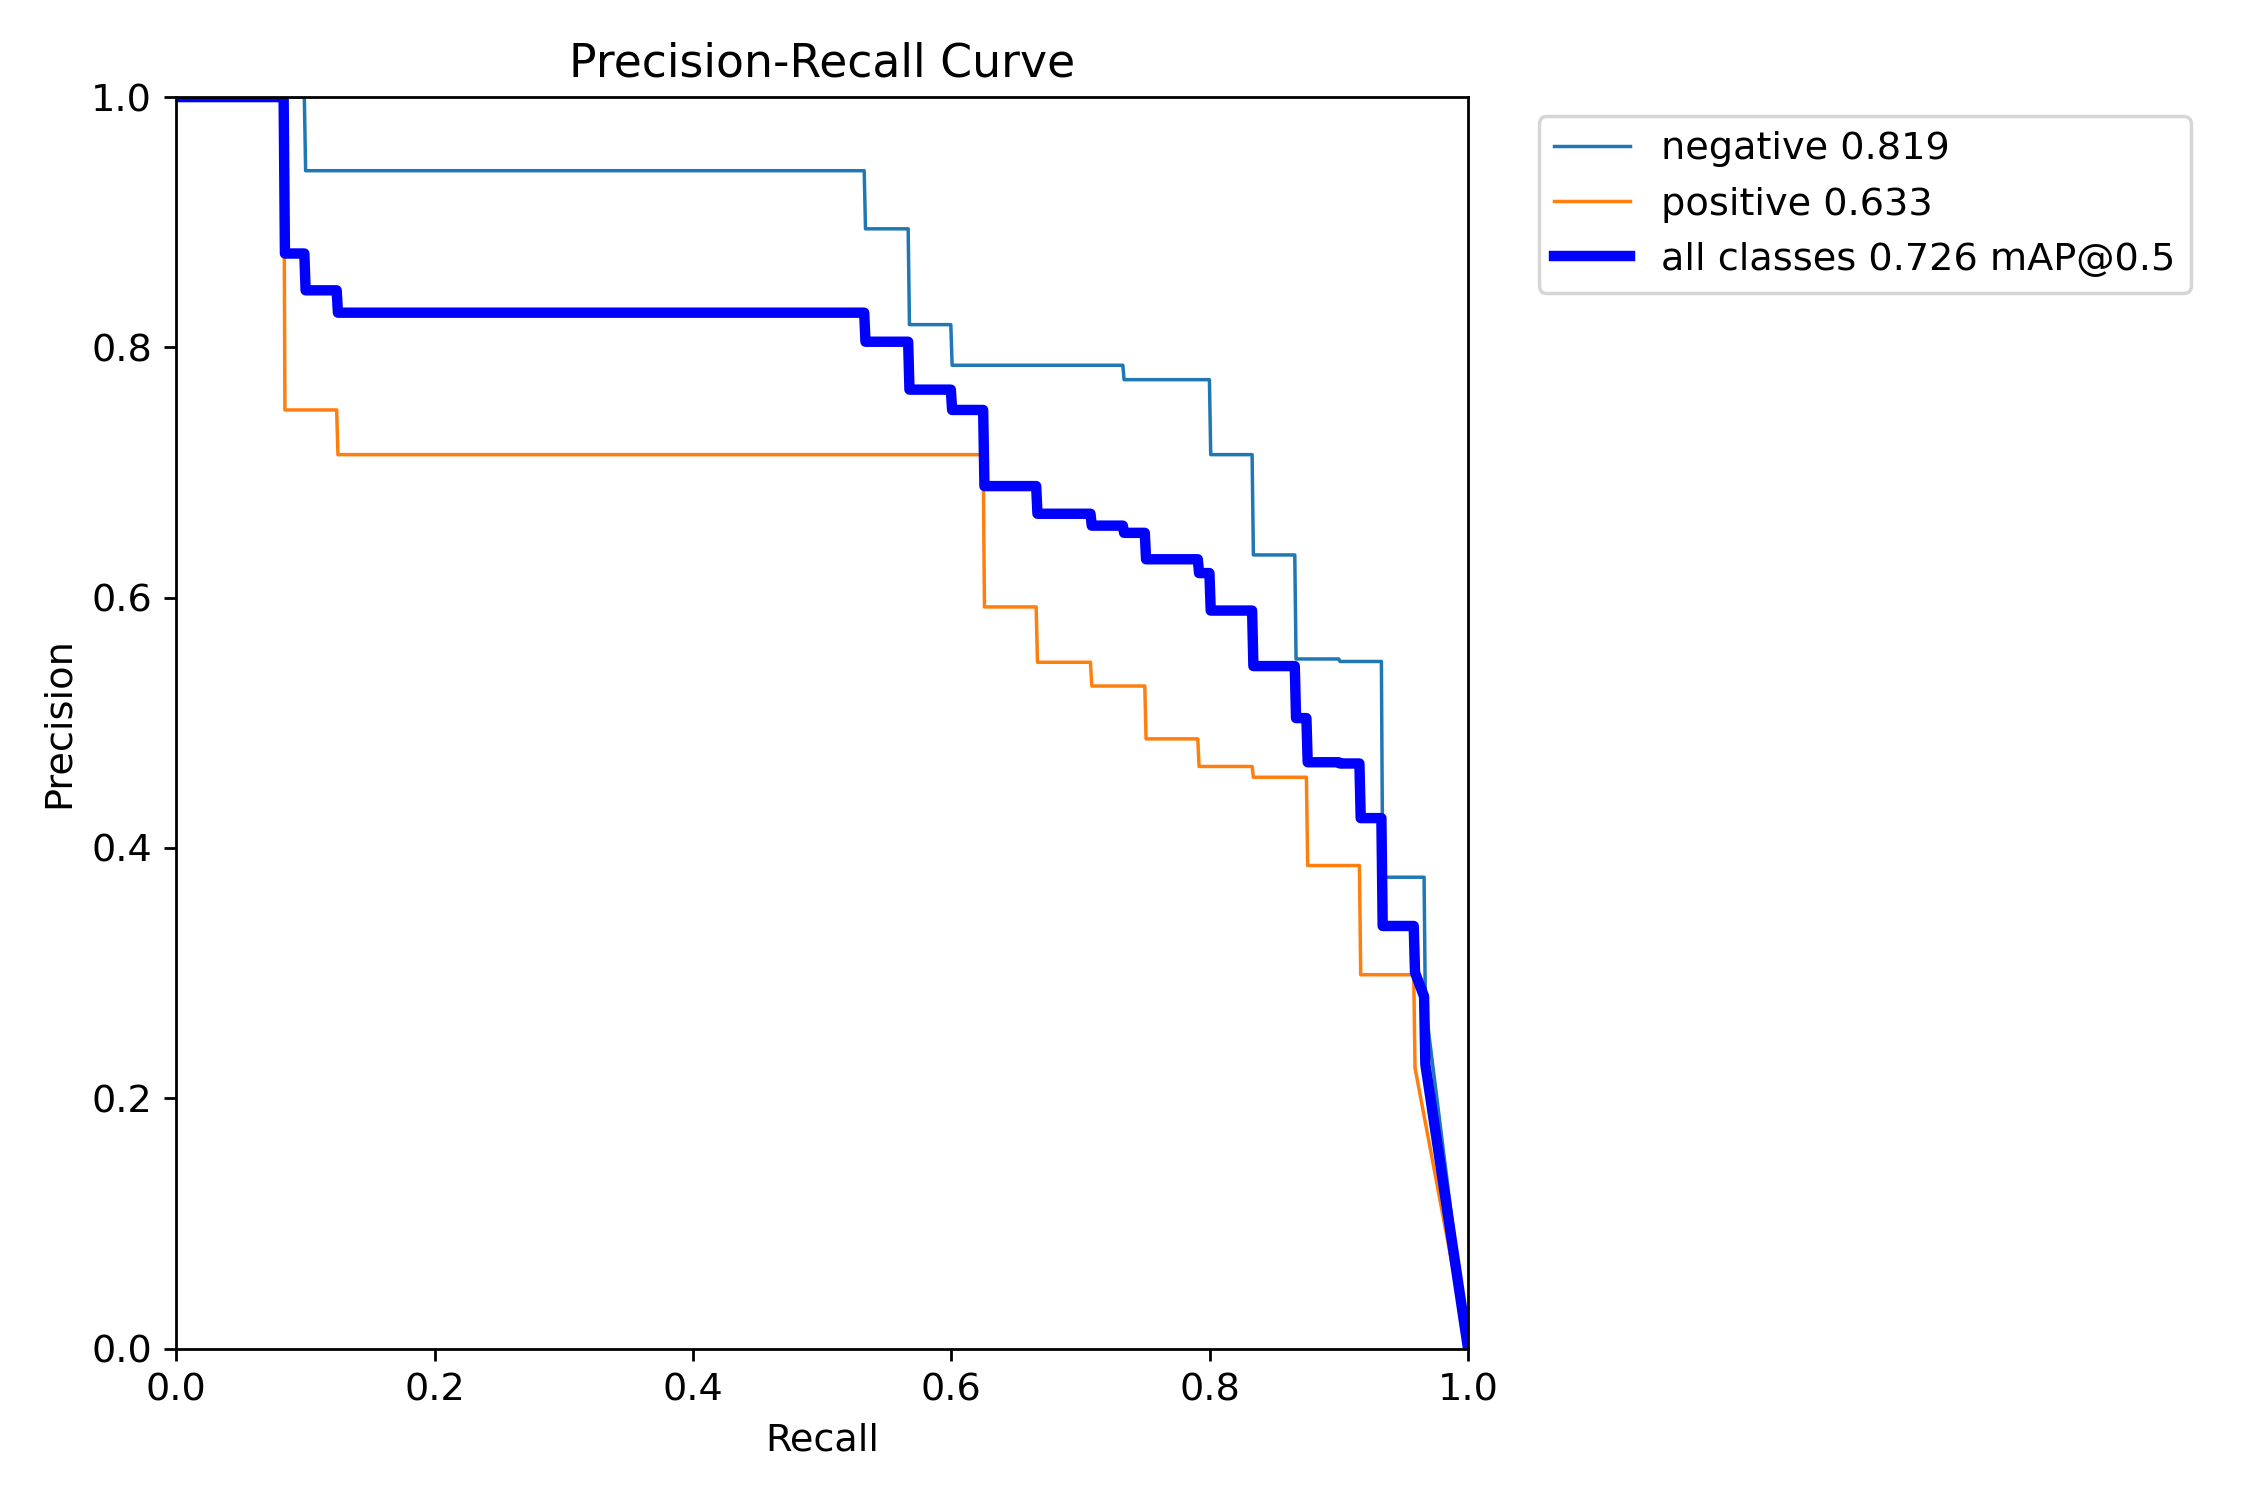 Precision-Recall Curve
1.0
0.8
0.6
0.4
0.2
0.0
Precision
0.0 0.2 0.4 0.6 0.8 1.0
Recall
negative 0.819
positive 0.633
all classes 0.726 mAP@0.5